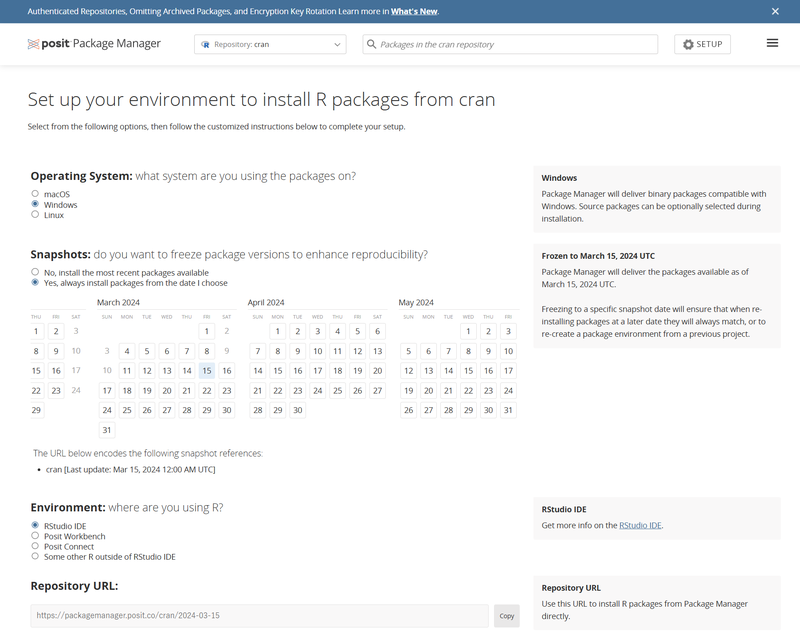 Authenticated Repositories, Omitting Archived Packages, and Encryption Key Rotation Learn more in What's New.
posit Package Manager
Repository: cran
Packages in the cran repository
SETUP
Set up your environment to install R packages from cran
Select from the following options, then follow the customized instructions below to complete your setup.
Operating System: what system are you using the packages on?
macOS
Windows
Linux
Windows
Package Manager will deliver binary packages compatible with
Windows. Source packages can be optionally selected during
installation.
Snapshots: do you want to freeze package versions to enhance reproducibility?
No, install the most recent packages available
Yes, always install packages from the date I choose
Frozen to March 15, 2024 UTC
Package Manager will deliver the packages available as of
March 15, 2024 UTC.
Freezing to a specific snapshot date will ensure that when re-
installing packages at a later date they will always match, or to
re-create a package environment from a previous project.
THU FRI SAT
1 2 3
8 9 10
15 16 17
22 23 24
29
March 2024
SUN MON TUE WED THU FRI SAT
1 2
3 4 5 6 7 8 9
10 11 12 13 14 15 16
17 18 19 20 21 22 23
24 25 26 27 28 29 30
31
April 2024
SUN MON TUE WED THU FRI SAT
1 2 3 4 5 6
7 8 9 10 11 12 13
14 15 16 17 18 19 20
21 22 23 24 25 26 27
28 29 30
May 2024
SUN MON TUE WED THU FRI
1 2 3
5 6 7 8 9 10
12 13 14 15 16 17
19 20 21 22 23 24
26 27 28 29 30 31
The URL below encodes the following snapshot references:
• cran [Last update: Mar 15, 2024 12:00 AM UTC]
Environment: where are you using R?
RStudio IDE
Posit Workbench
Posit Connect
Some other R outside of RStudio IDE
RStudio IDE
Get more info on the RStudio IDE.
Repository URL:
https://packagemanager.posit.co/cran/2024-03-15
Copy
Repository URL
Use this URL to install R packages from Package Manager
directly.